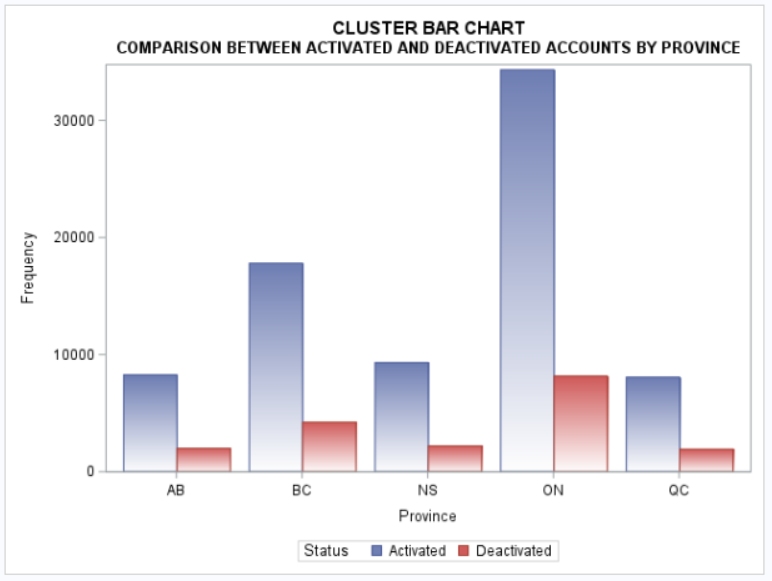 CLUSTER BAR CHART
COMPARISON BETWEEN ACTIVATED AND DEACTIVATED ACCOUNTS BY PROVINCE
Frequency
30000
20000
10000
0
AB BC NS ON QC
Province
Status Activated Deactivated